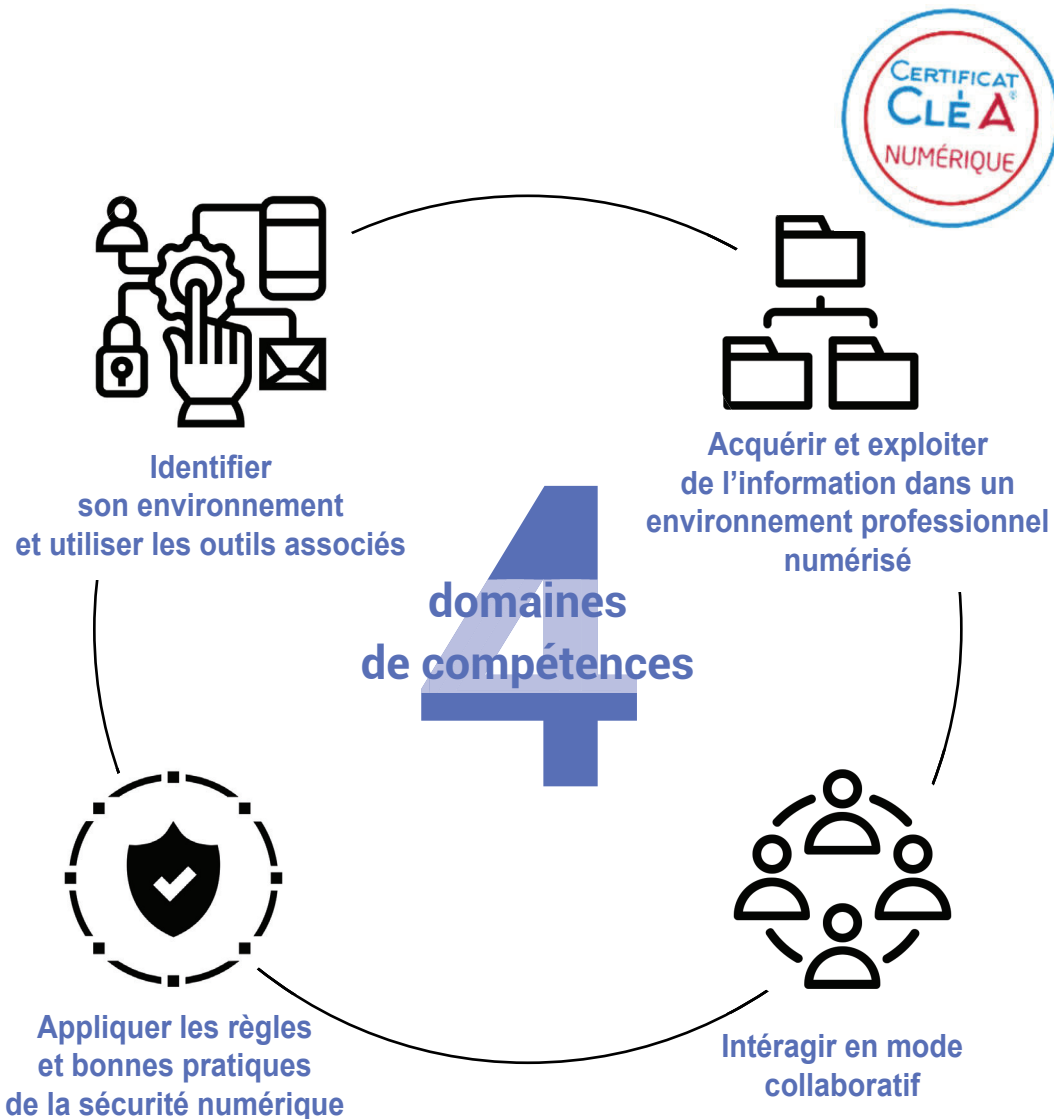 CERTIFICAT
CLÉA®
NUMÉRIQUE
Identifier
son environnement
et utiliser les outils associés
Acquérir et exploiter
de l’information dans un
environnement professionnel
numérisé
4
domaines
de compétences
Appliquer les règles
et bonnes pratiques
de la sécurité numérique
Intéragir en mode
collaboratif